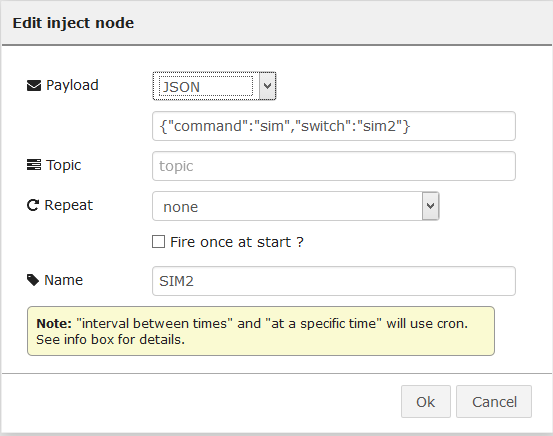 Edit inject node
Payload
JSON
{"command":"sim","switch":"sim2"}
Topic
topic
Repeat
none
Fire once at start ?
Name
SIM2
Note: "interval between times" and "at a specific time" will use cron.
See info box for details.
Ok
Cancel